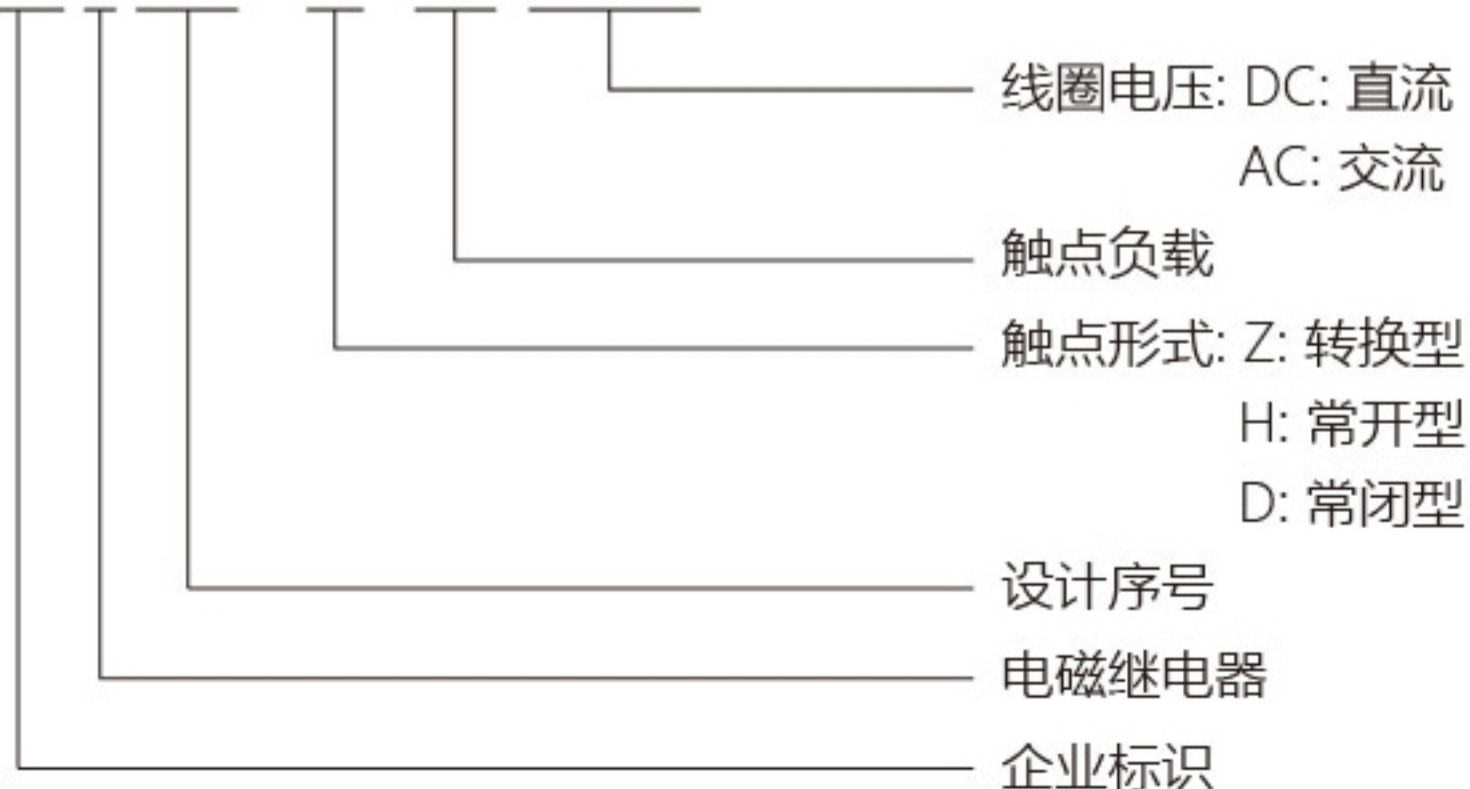 线圈电压: DC: 直流
AC: 交流
触点负载
触点形式: Z: 转换型
H: 常开型
D: 常闭型
设计序号
电磁继电器
企业标识